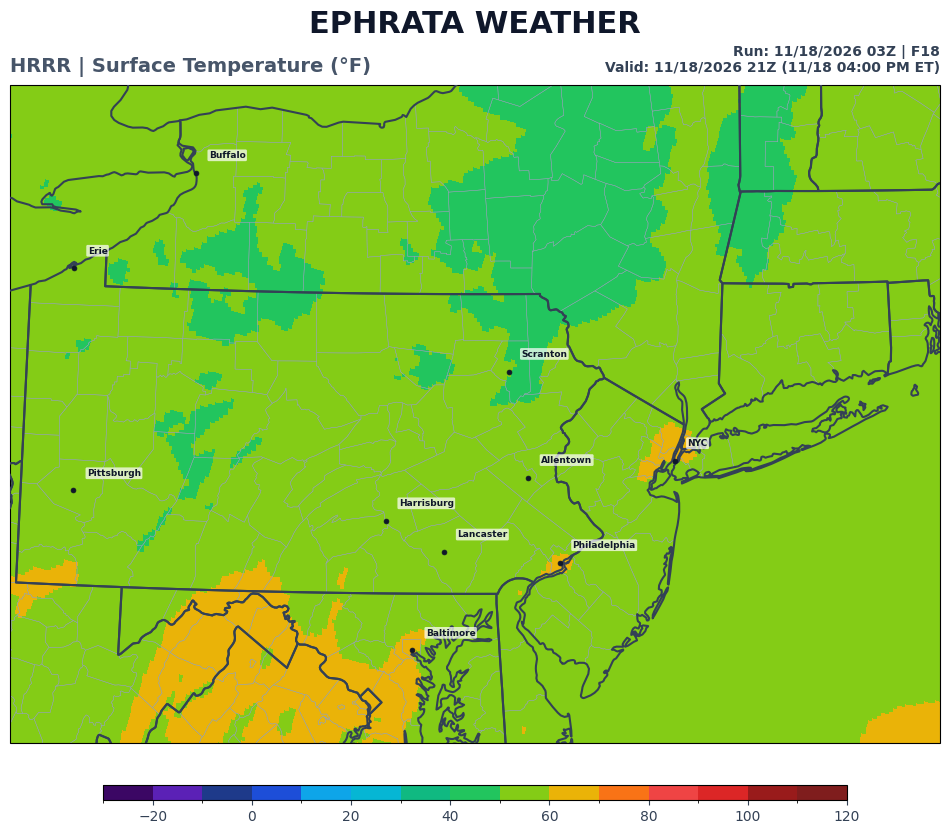 EPHRATA WEATHER
Run: 11/18/2026 03Z | F18
HRRR | Surface Temperature (°F)
Valid: 11/18/2026 21Z (11/18 04:00 PM ET)
Buffalo
Erie
Scranton
NYC
Allentown
Pittsburgh
Harrisburg
Lancaster
Philadelphia
Baltimore
−20 0 20 40 60 80 100 120